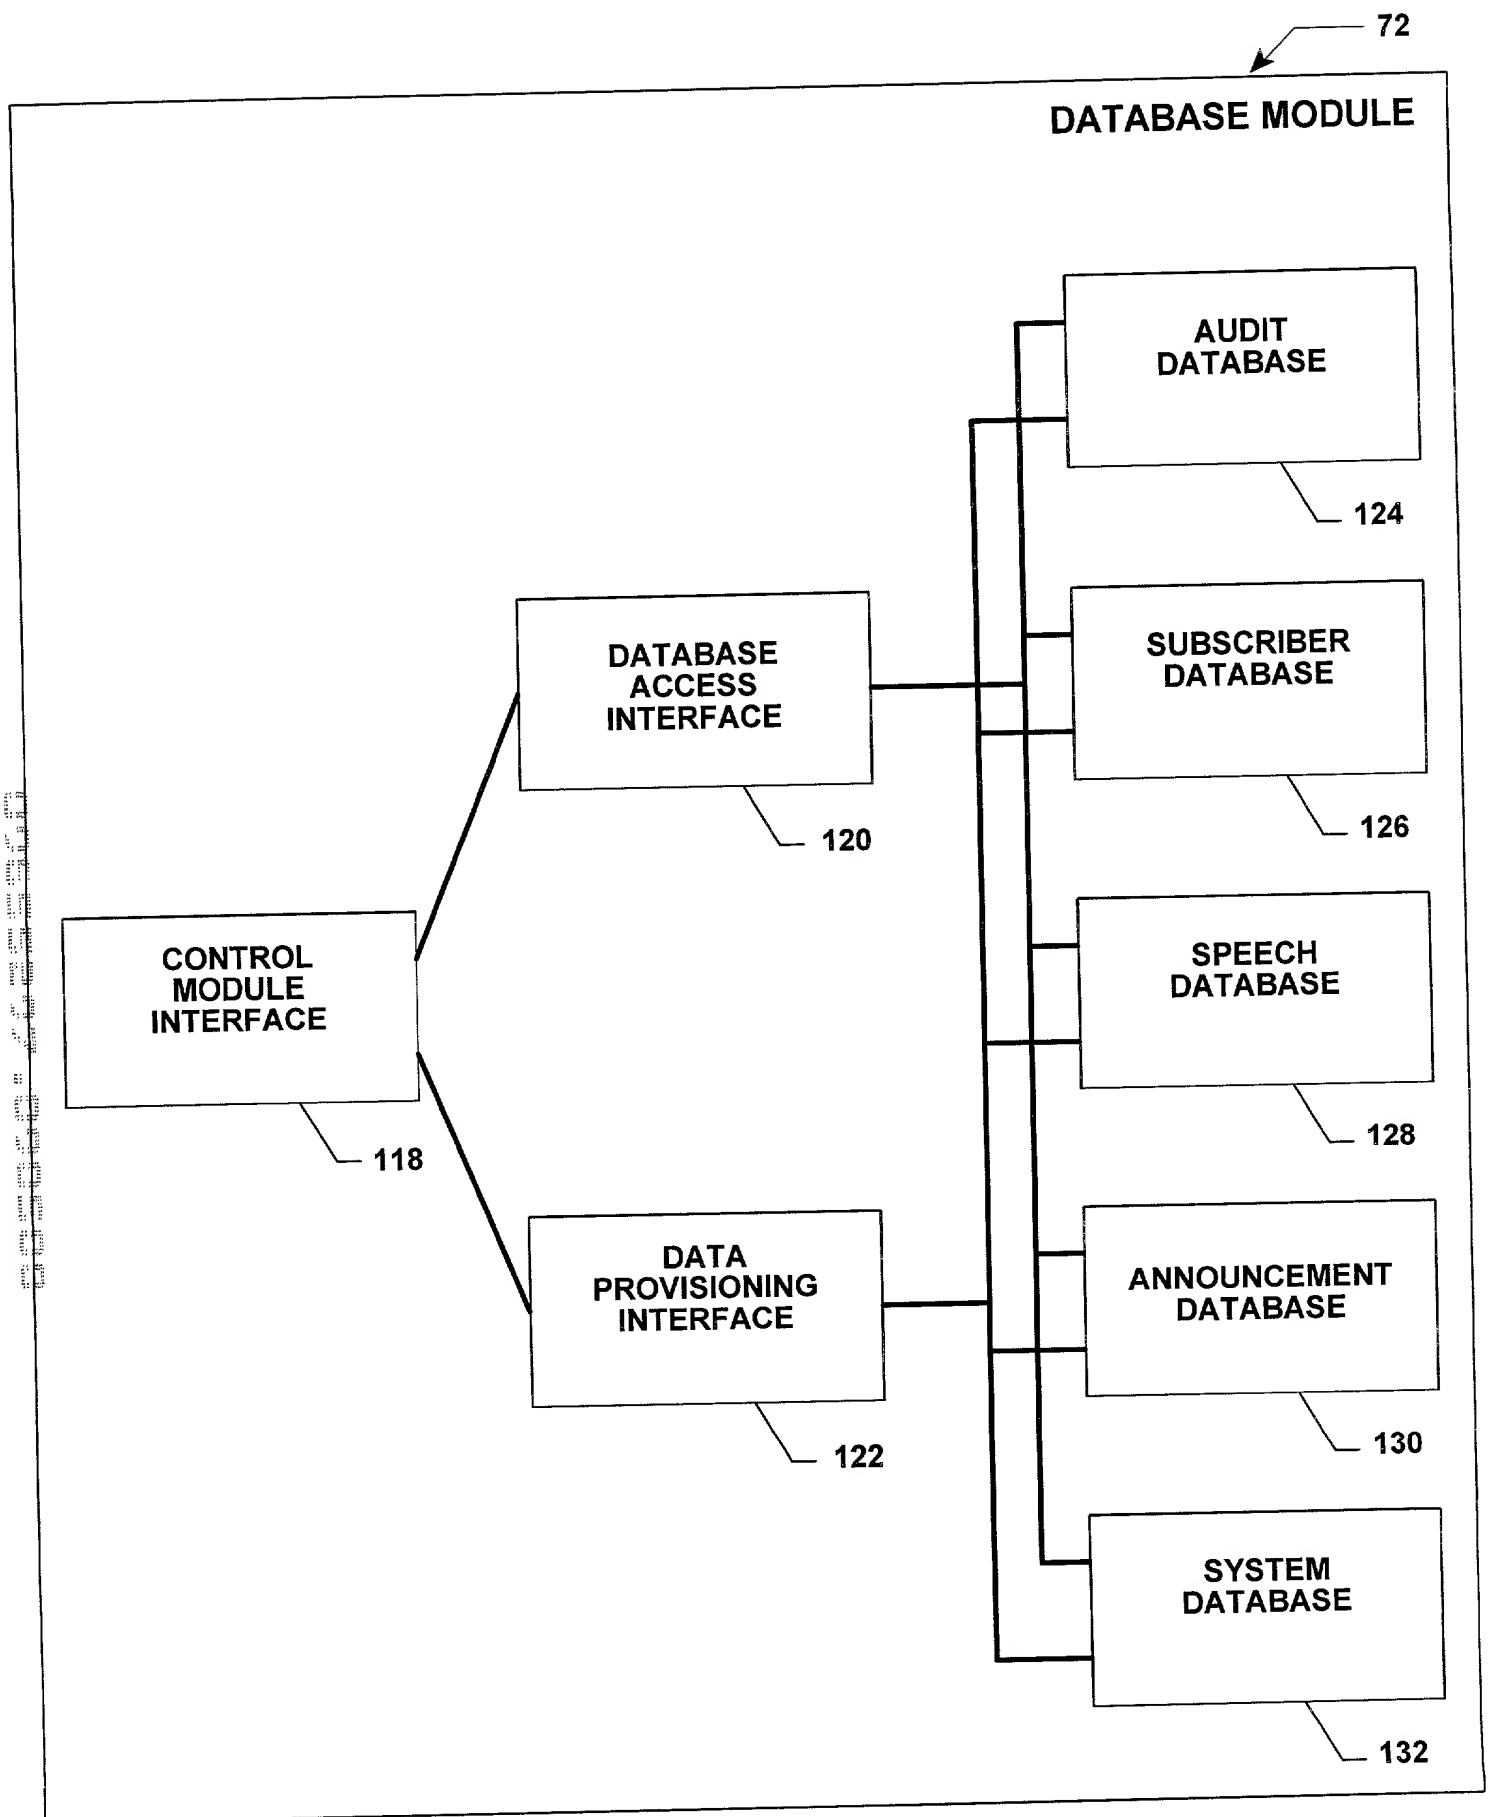 72
DATABASE MODULE
AUDIT
DATABASE
124
SUBSCRIBER
DATABASE
126
DATABASE
ACCESS
INTERFACE
120
CONTROL
MODULE
INTERFACE
118
SPEECH
DATABASE
128
DATA
PROVISIONING
INTERFACE
122
ANNOUNCEMENT
DATABASE
130
SYSTEM
DATABASE
132